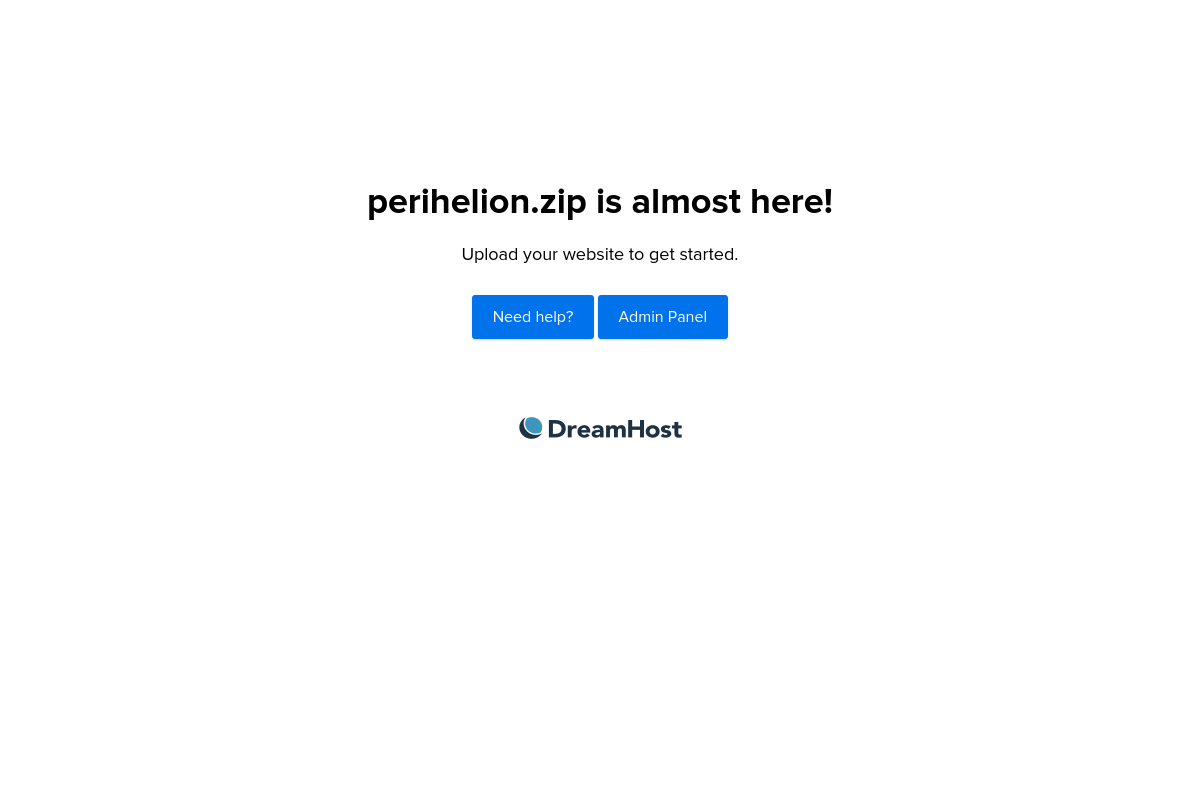 perihelion.zip is almost here!
Upload your website to get started.
Need help? Admin Panel
DreamHost